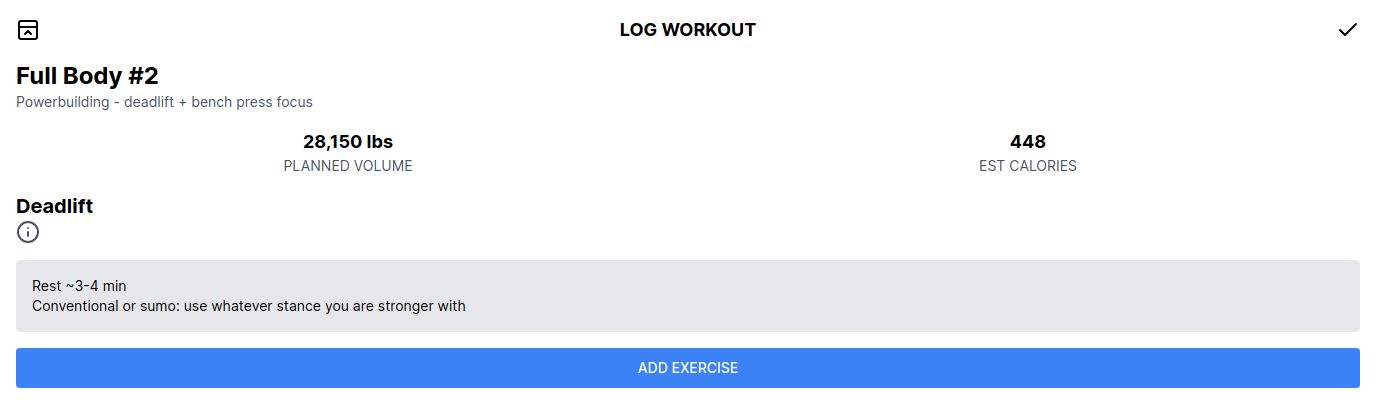 LOG WORKOUT
Full Body #2
Powerbuilding - deadlift + bench press focus
28,150 lbs
PLANNED VOLUME
448
EST CALORIES
Deadlift
Rest ~3-4 min
Conventional or sumo: use whatever stance you are stronger with
ADD EXERCISE